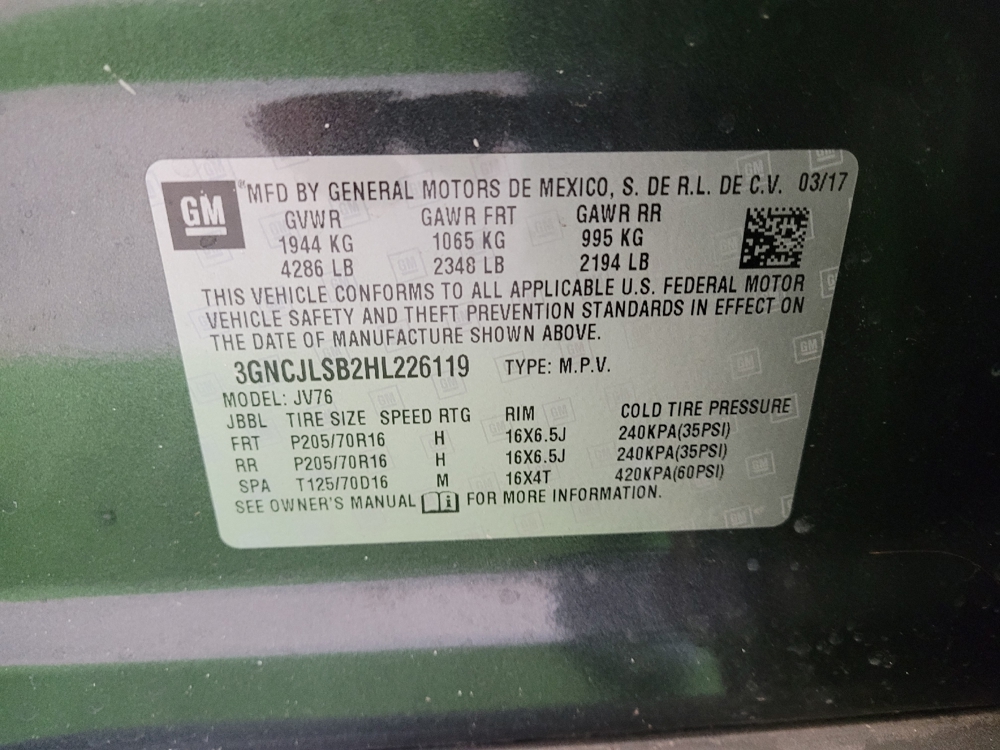 GM
MFD BY GENERAL MOTORS DE MEXICO, S. DE R.L. DE C.V. 03/17
GVWR GAWR FRT GAWR RR
1944 KG 1065 KG 995 KG
4286 LB 2348 LB 2194 LB
THIS VEHICLE CONFORMS TO ALL APPLICABLE U.S. FEDERAL MOTOR
VEHICLE SAFETY AND THEFT PREVENTION STANDARDS IN EFFECT ON
THE DATE OF MANUFACTURE SHOWN ABOVE.
3GNCJLSB2HL226119 TYPE: M.P.V.
MODEL: JV76
JBBL TIRE SIZE SPEED RTG RIM COLD TIRE PRESSURE
FRT P205/70R16 H 16X6.5J 240KPA(35PSI)
RR P205/70R16 H 16X6.5J 240KPA(35PSI)
SPA T125/70D16 M 16X4T 420KPA(60PSI)
SEE OWNER'S MANUAL i FOR MORE INFORMATION.